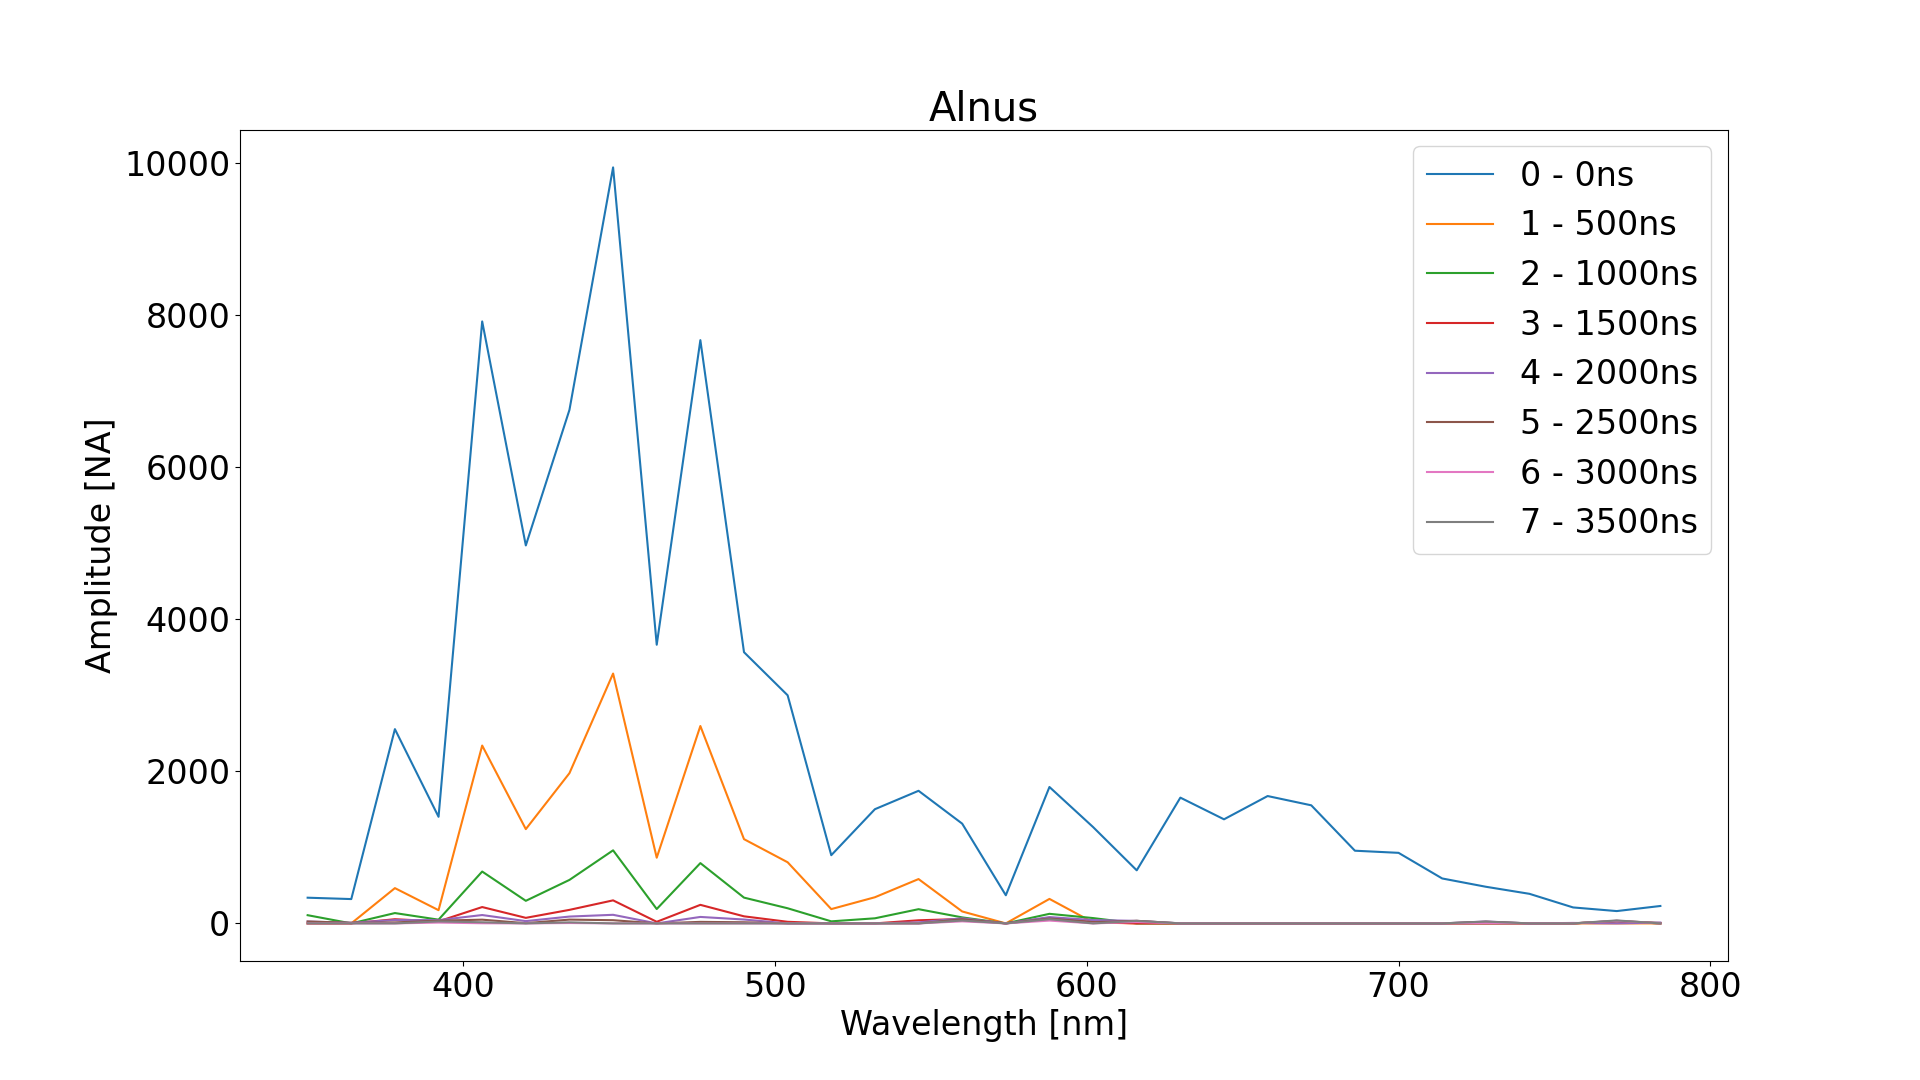 Alnus
10000
8000
6000
4000
2000
0
Amplitude [NA]
0 - 0ns
1 - 500ns
2 - 1000ns
3 - 1500ns
4 - 2000ns
5 - 2500ns
6 - 3000ns
7 - 3500ns
400 500 600 700 800
Wavelength [nm]